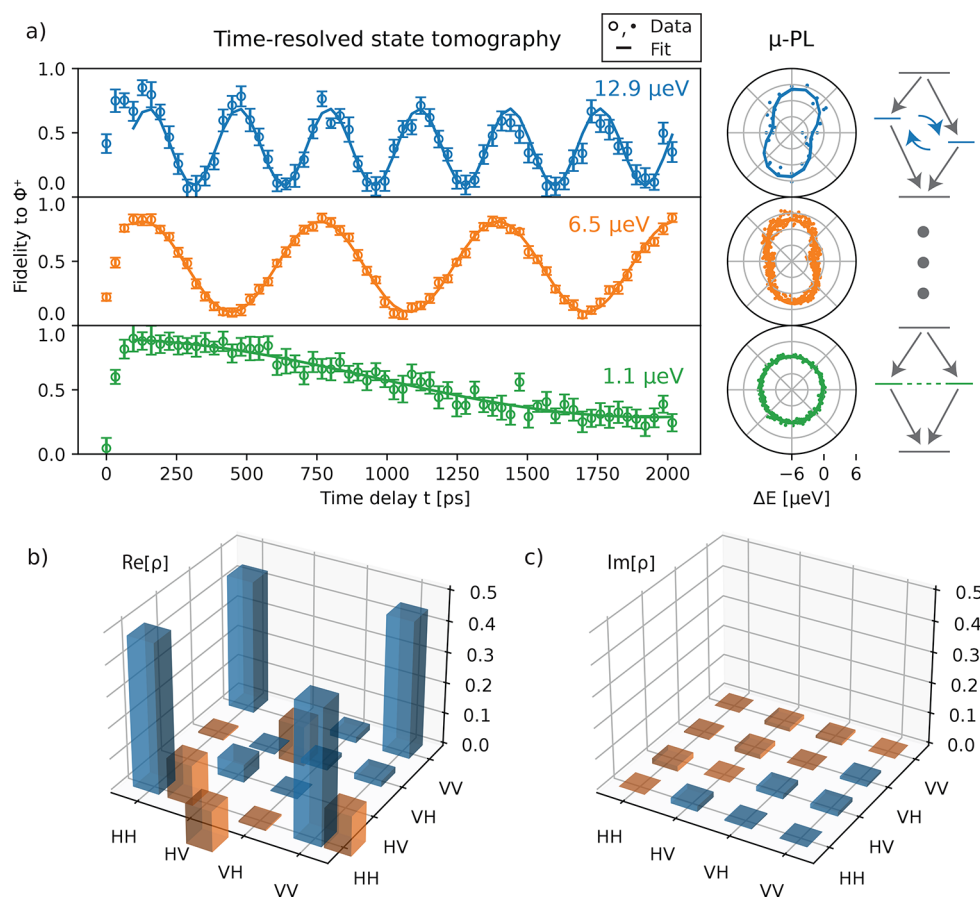 a)
Time-resolved state tomography
○,• Data
— Fit
μ-PL
Fidelity to Φ⁺
1.0
0.5
0.0
12.9 μeV
1.0
0.5
0.0
6.5 μeV
1.0
0.5
0.0
1.1 μeV
0 250 500 750 1000 1250 1500 1750 2000
Time delay t [ps]
−6 0 6
ΔE [μeV]
b)
Re[ρ]
0.5
0.4
0.3
0.2
0.1
0.0
HH
HV
VH
VV
HH
HV
VH
VV
c)
Im[ρ]
0.5
0.4
0.3
0.2
0.1
0.0
HH
HV
VH
VV
HH
HV
VH
VV